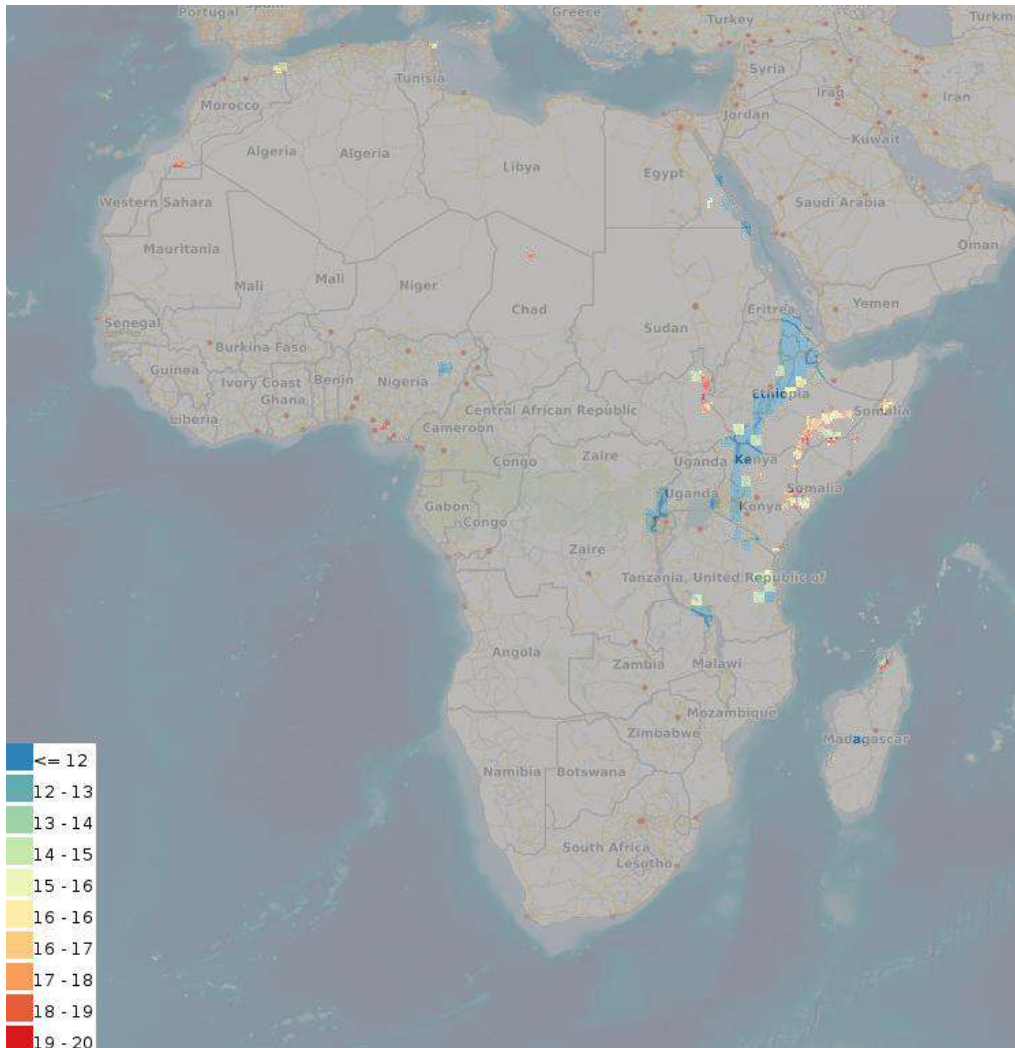 Portugal
Greece
Turkey
Turkm
Tunisia
Syria
Morocco
Iraq
Iran
Jordan
Algeria
Algeria
Kuwait
Libya
Egypt
Western Sahara
Saudi Arabia
Mauritania
Oman
Mali
Mali
Niger
Chad
Yemen
Senegal
Eritrea
Sudan
Burkina Faso
Guinea
Ivory Coast
Benin
Nigeria
Ghana
Ethiopia
Liberia
Central African Republic
Somalia
Cameroon
Congo
Zaire
Uganda
Kenya
Uganda
Somalia
Gabon
Kenya
Congo
Zaire
Tanzania, United Republic of
Angola
Zambia
Malawi
Mozambique
Zimbabwe
Madagascar
Namibia
Botswana
South Africa
Lesotho
<= 12
12 - 13
13 - 14
14 - 15
15 - 16
16 - 16
16 - 17
17 - 18
18 - 19
19 - 20